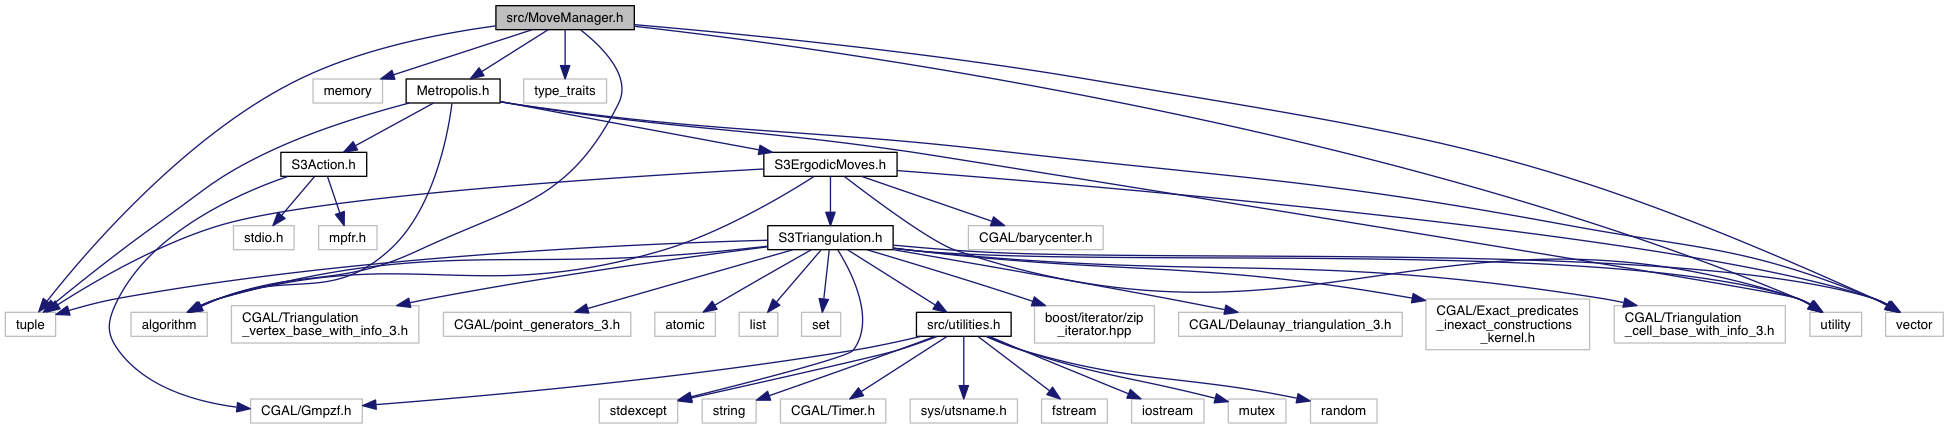 src/MoveManager.h
memory
Metropolis.h
type_traits
S3Action.h
S3ErgodicMoves.h
stdio.h
mpfr.h
S3Triangulation.h
CGAL/barycenter.h
tuple
algorithm
CGAL/Triangulation
_vertex_base_with_info_3.h
CGAL/point_generators_3.h
atomic
list
set
src/utilities.h
boost/iterator/zip
_iterator.hpp
CGAL/Delaunay_triangulation_3.h
CGAL/Exact_predicates
_inexact_constructions
_kernel.h
CGAL/Triangulation
_cell_base_with_info_3.h
utility
vector
CGAL/Gmpzf.h
stdexcept
string
CGAL/Timer.h
sys/utsname.h
fstream
iostream
mutex
random